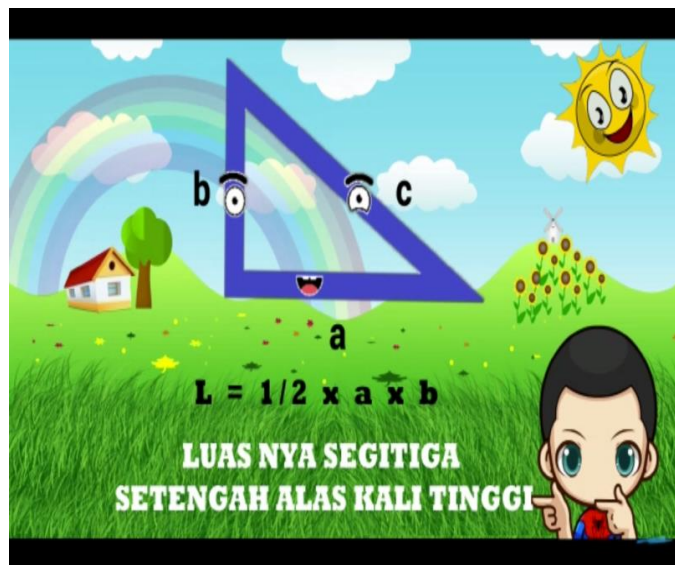 b
c
a
L = 1/2 x a x b
LUAS NYA SEGITIGA
SETENGAH ALAS KALI TINGGI